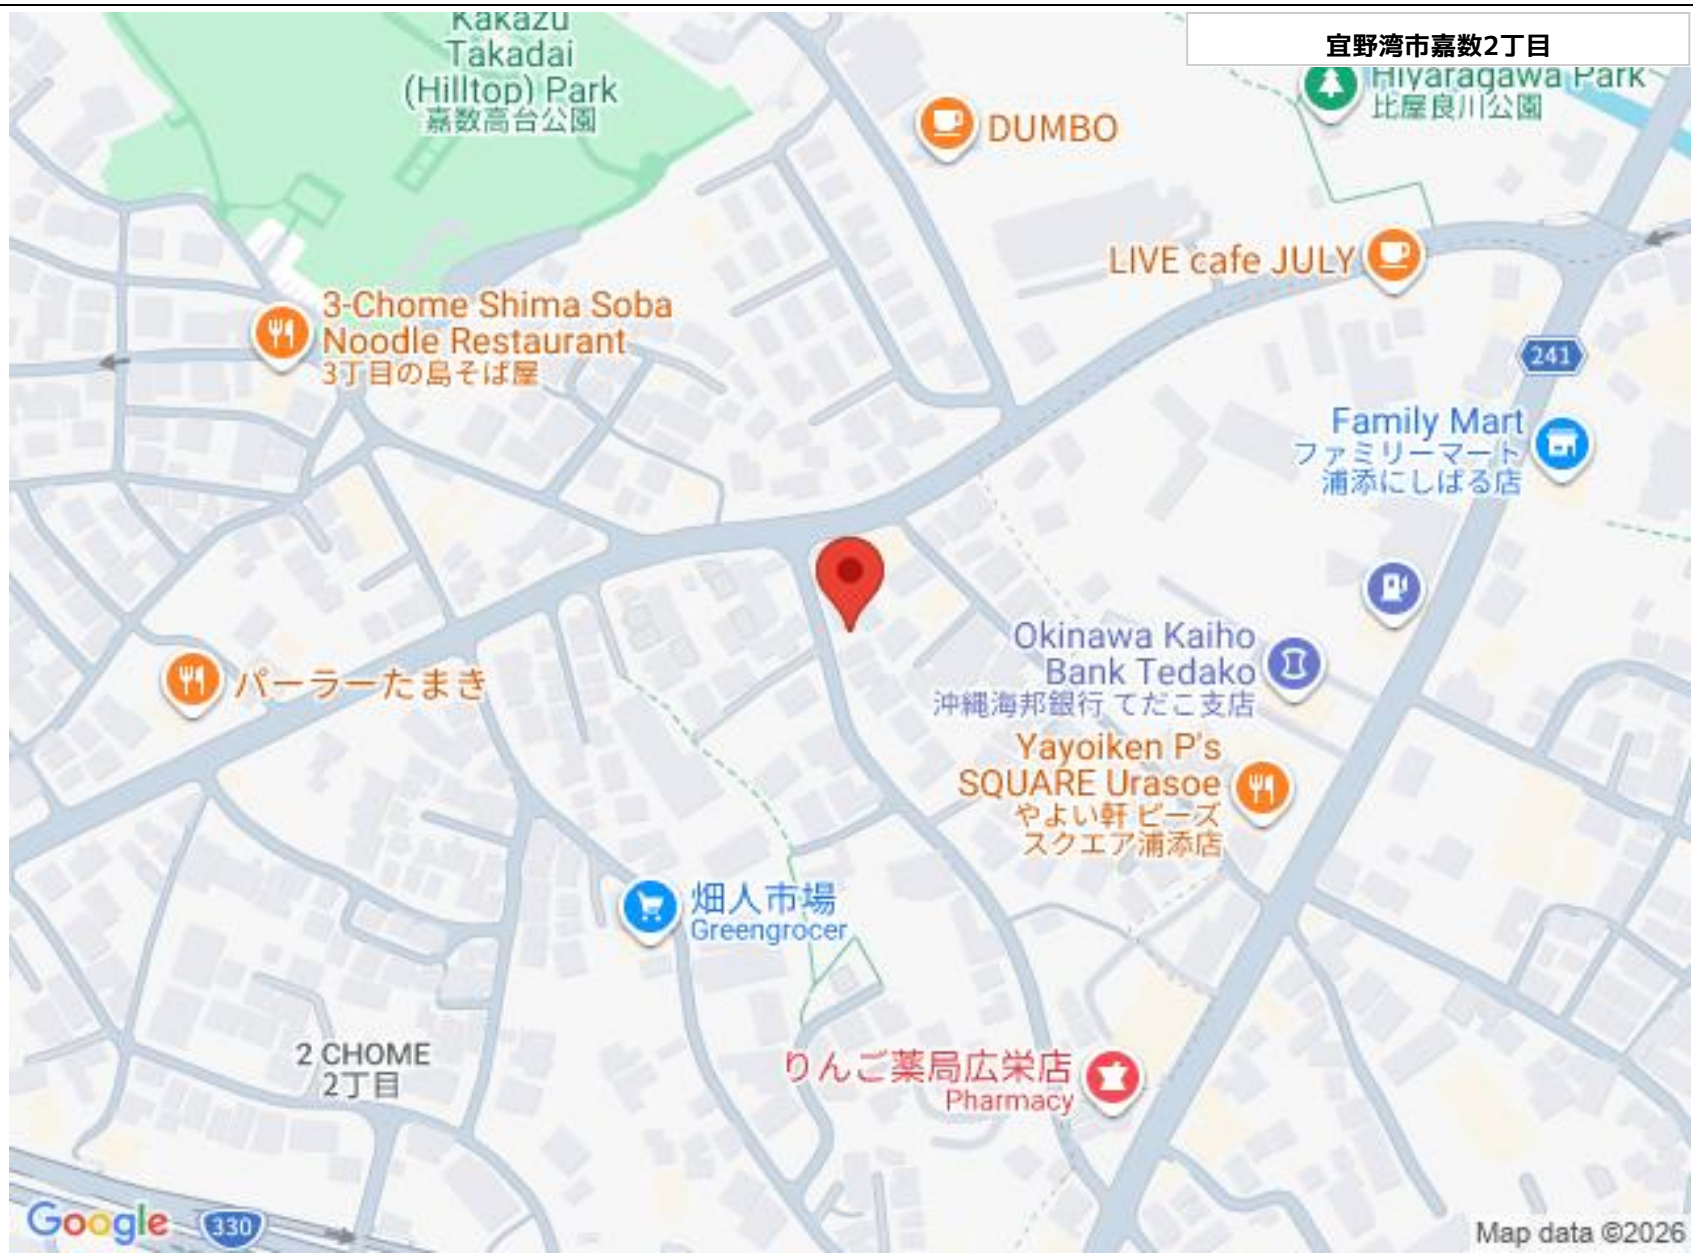 宜野湾市嘉数2丁目
Kakazu
Takadai
(Hilltop) Park
嘉数高台公園
Hiyaragawa Park
比屋良川公園
DUMBO
LIVE cafe JULY
3-Chome Shima Soba
Noodle Restaurant
3丁目の島そば屋
241
Family Mart
ファミリーマート
浦添にしばる店
Okinawa Kaiho
Bank Tedako
沖縄海邦銀行 てだこ支店
パーラーたまき
Yayoiken P's
SQUARE Urasoe
やよい軒 ピーズ
スクエア浦添店
畑人市場
Greengrocer
2 CHOME
2丁目
りんご薬局広栄店
Pharmacy
Google
330
Map data ©2026